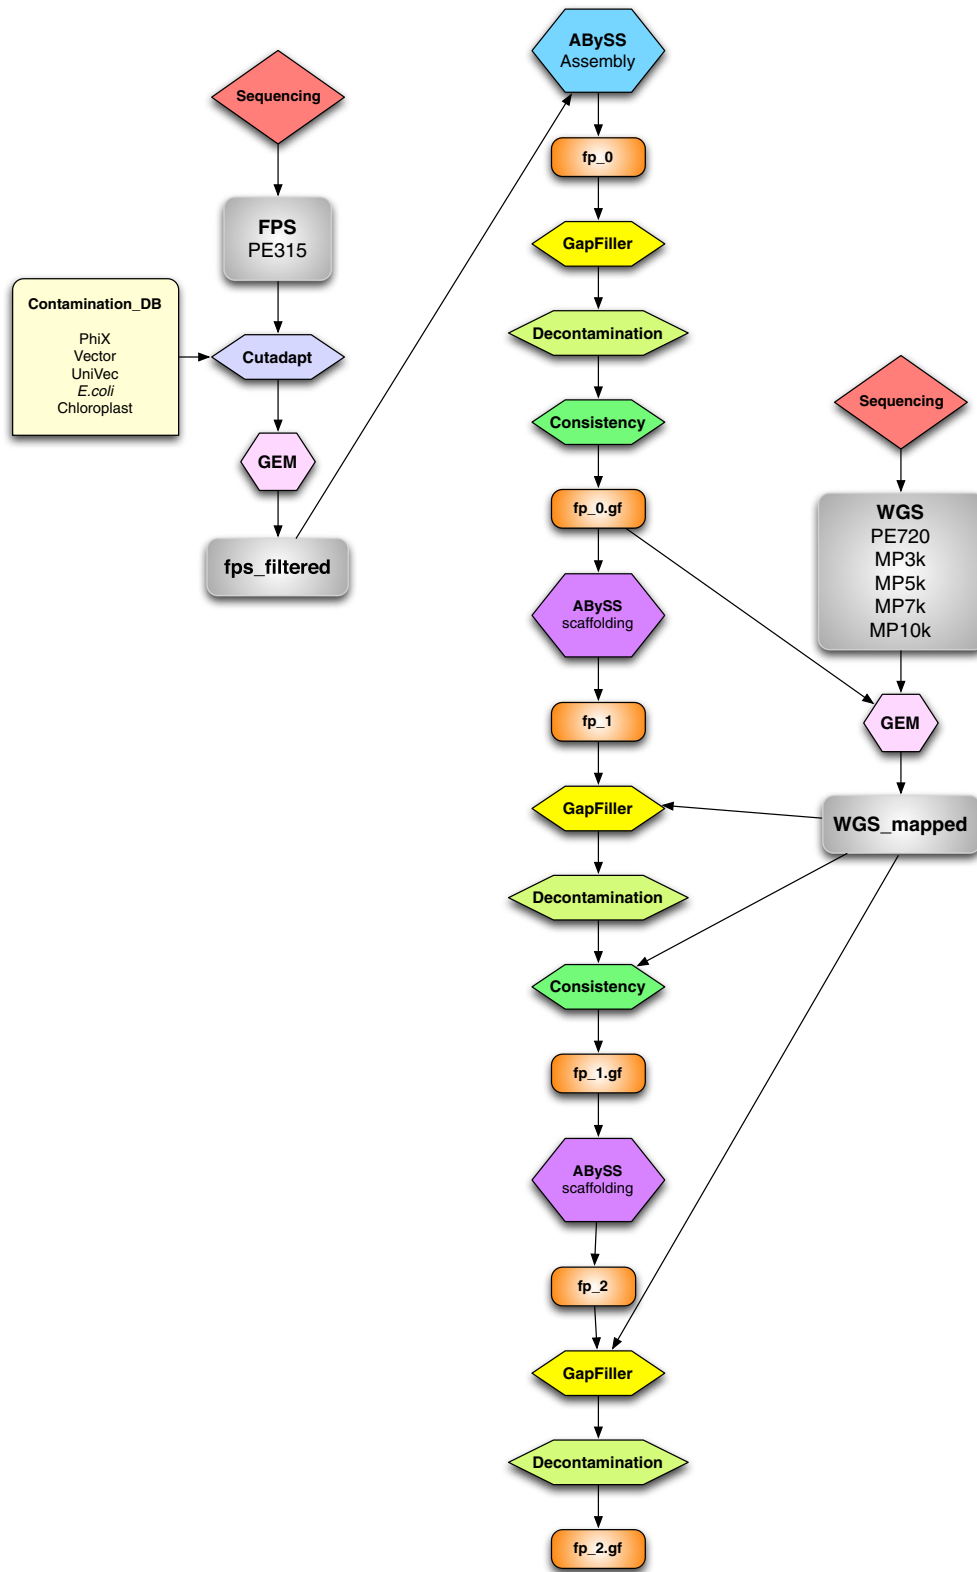 Sequencing
FPS
PE315
Contamination_DB
PhiX
Vector
UniVec
E.coli
Chloroplast
Cutadapt
GEM
fps_filtered
ABySS
Assembly
fp_0
GapFiller
Decontamination
Consistency
fp_0.gf
ABySS
scaffolding
fp_1
GapFiller
Decontamination
Consistency
fp_1.gf
ABySS
scaffolding
fp_2
GapFiller
Decontamination
fp_2.gf
Sequencing
WGS
PE720
MP3k
MP5k
MP7k
MP10k
GEM
WGS_mapped